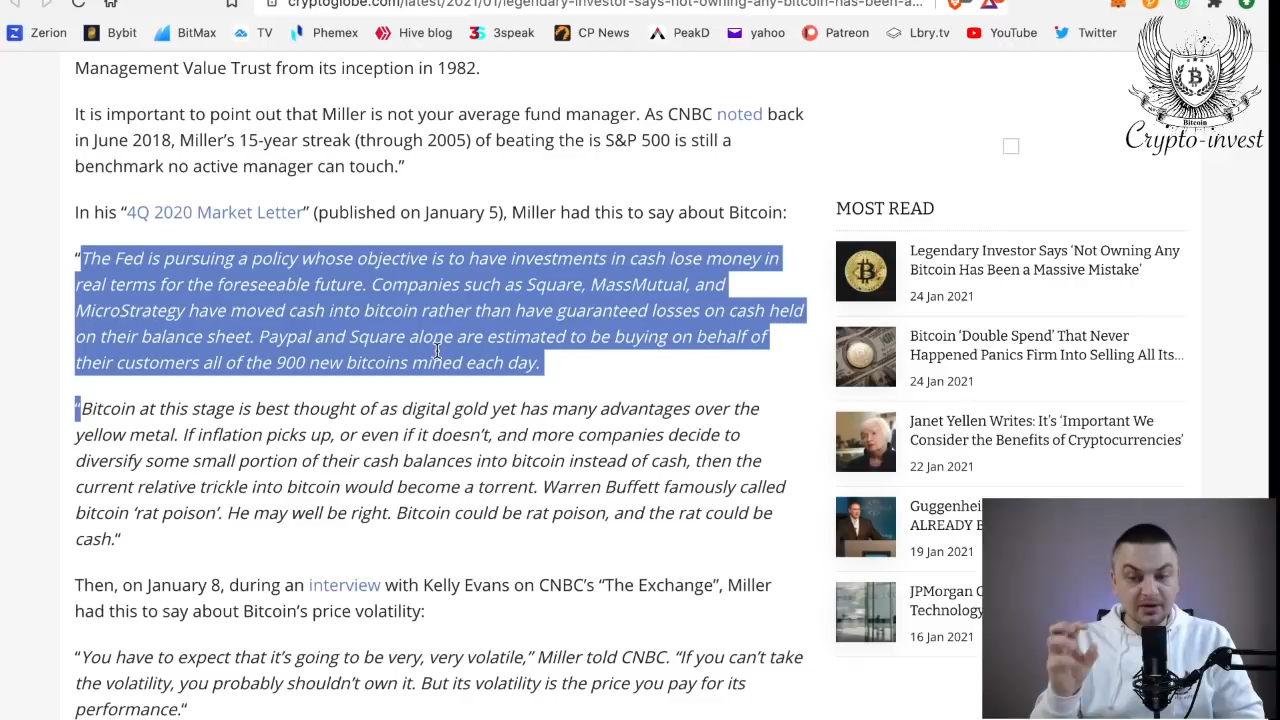 cryptoglobe.com/latest/2021/01/legendary-investor-says-not-owning-any-bitcoin-has-been-a...
Zerion Bybit BitMax TV Phemex Hive blog 3speak CP News PeakD yahoo Patreon Lbry.tv YouTube Twitter
Bitcoin
Crypto-invest
Management Value Trust from its inception in 1982.
It is important to point out that Miller is not your average fund manager. As CNBC noted back
in June 2018, Miller’s 15-year streak (through 2005) of beating the is S&P 500 is still a
benchmark no active manager can touch.”
In his “4Q 2020 Market Letter” (published on January 5), Miller had this to say about Bitcoin:
“The Fed is pursuing a policy whose objective is to have investments in cash lose money in
real terms for the foreseeable future. Companies such as Square, MassMutual, and
MicroStrategy have moved cash into bitcoin rather than have guaranteed losses on cash held
on their balance sheet. Paypal and Square alone are estimated to be buying on behalf of
their customers all of the 900 new bitcoins mined each day.
“Bitcoin at this stage is best thought of as digital gold yet has many advantages over the
yellow metal. If inflation picks up, or even if it doesn’t, and more companies decide to
diversify some small portion of their cash balances into bitcoin instead of cash, then the
current relative trickle into bitcoin would become a torrent. Warren Buffett famously called
bitcoin ‘rat poison’. He may well be right. Bitcoin could be rat poison, and the rat could be
cash.“
Then, on January 8, during an interview with Kelly Evans on CNBC’s “The Exchange”, Miller
had this to say about Bitcoin’s price volatility:
“You have to expect that it’s going to be very, very volatile,” Miller told CNBC. “If you can’t take
the volatility, you probably shouldn’t own it. But its volatility is the price you pay for its
performance.“
MOST READ
Legendary Investor Says ‘Not Owning Any
Bitcoin Has Been a Massive Mistake’
24 Jan 2021
Bitcoin ‘Double Spend’ That Never
Happened Panics Firm Into Selling All Its...
24 Jan 2021
Janet Yellen Writes: It’s ‘Important We
Consider the Benefits of Cryptocurrencies’
22 Jan 2021
Guggenhei
ALREADY
19 Jan 2021
JPMorgan
Technology
16 Jan 2021